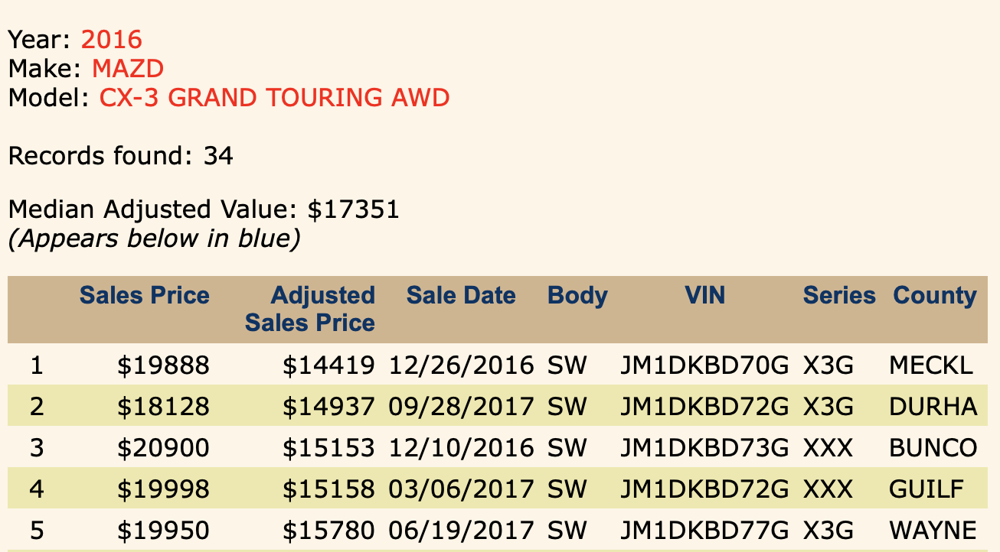 Year: 2016
Make: MAZD
Model: CX-3 GRAND TOURING AWD
Records found: 34
Median Adjusted Value: $17351
(Appears below in blue)
Sales Price Adjusted Sales Price Sale Date Body VIN Series County
1 $19888 $14419 12/26/2016 SW JM1DKBD70G X3G MECKL
2 $18128 $14937 09/28/2017 SW JM1DKBD72G X3G DURHA
3 $20900 $15153 12/10/2016 SW JM1DKBD73G XXX BUNCO
4 $19998 $15158 03/06/2017 SW JM1DKBD72G XXX GUILF
5 $19950 $15780 06/19/2017 SW JM1DKBD77G X3G WAYNE